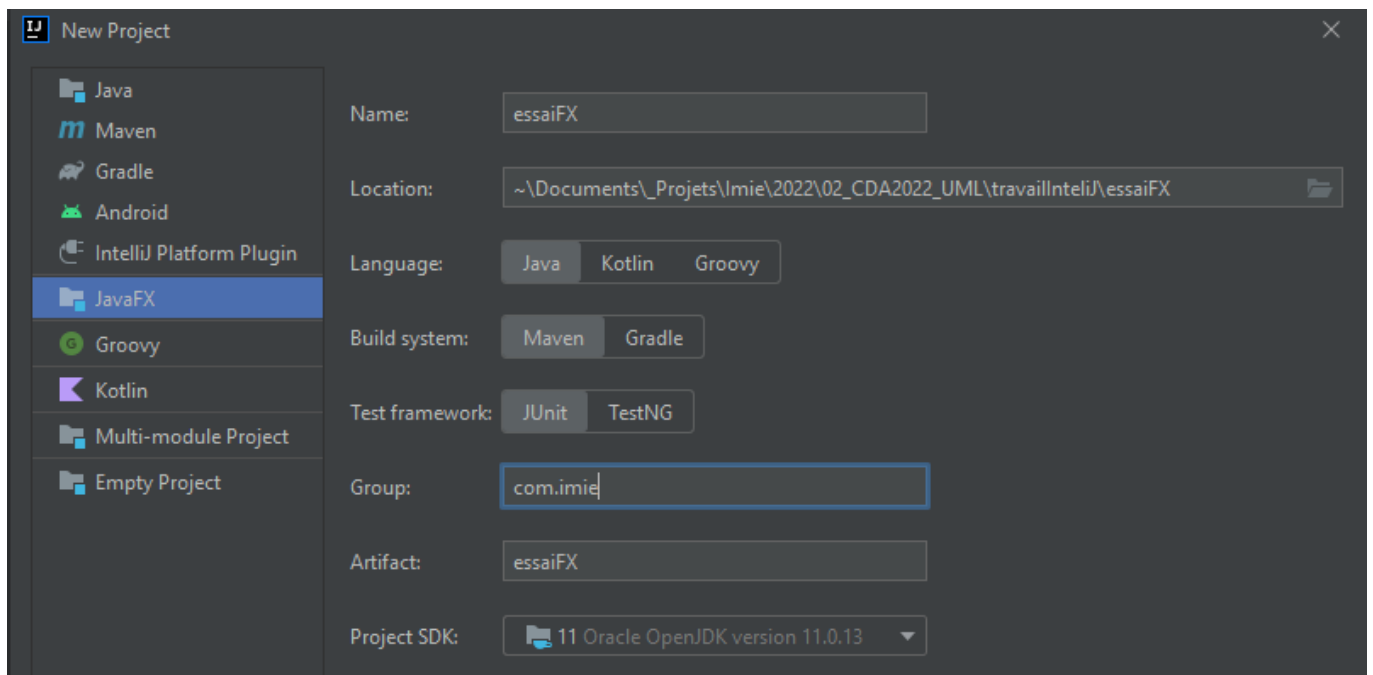 New Project
Java
Maven
Gradle
Android
IntelliJ Platform Plugin
JavaFX
Groovy
Kotlin
Multi-module Project
Empty Project
Name: essaiFX
Location: ~\Documents\_Projets\Imie\2022\02_CDA2022_UML\travailInteliJ\essaiFX
Language: Java Kotlin Groovy
Build system: Maven Gradle
Test framework: JUnit TestNG
Group: com.imie
Artifact: essaiFX
Project SDK: 11 Oracle OpenJDK version 11.0.13